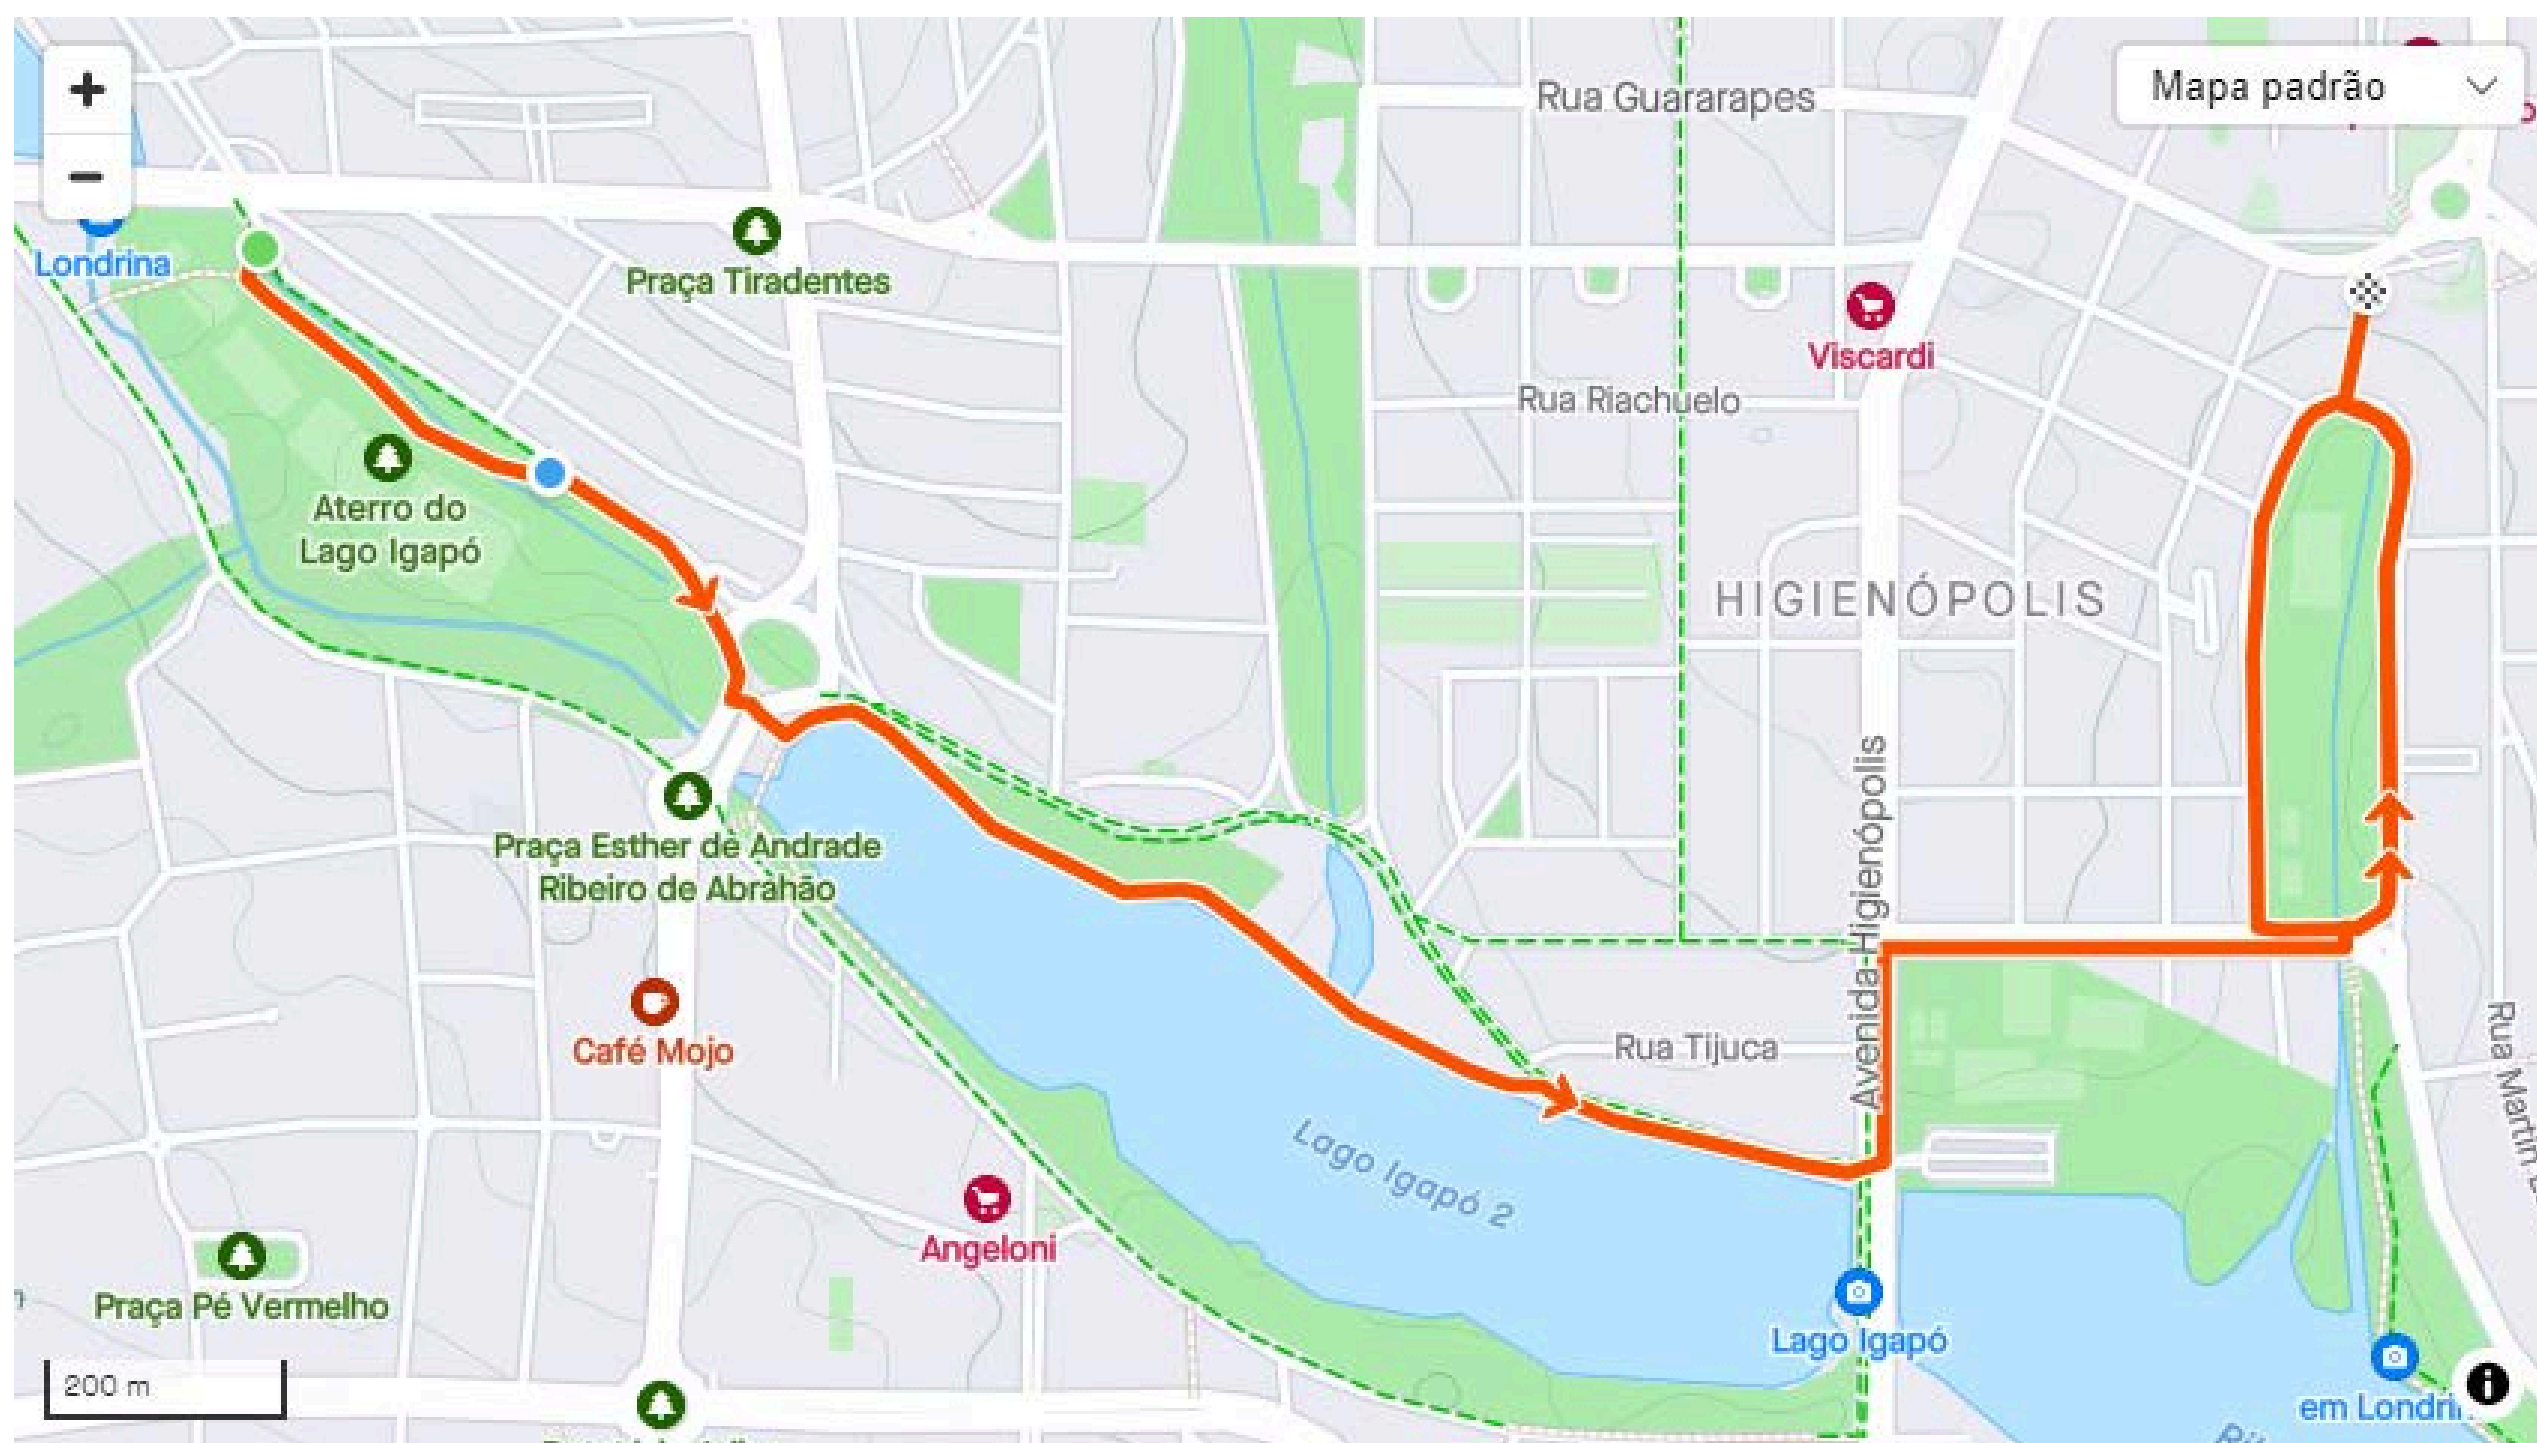 +
Mapa padrão
Rua Guararapes
−
Londrina
Praça Tiradentes
Viscardi
Rua Riachuelo
Aterro do
Lago Igapó
HIGIENÓPOLIS
Praça Esther de Andrade
Ribeiro de Abrahão
Avenida Higienópolis
Café Mojo
Rua Tijuca
Rua Martin
Lago Igapó 2
Angeloni
Praça Pé Vermelho
Lago Igapó
200 m
em Londri